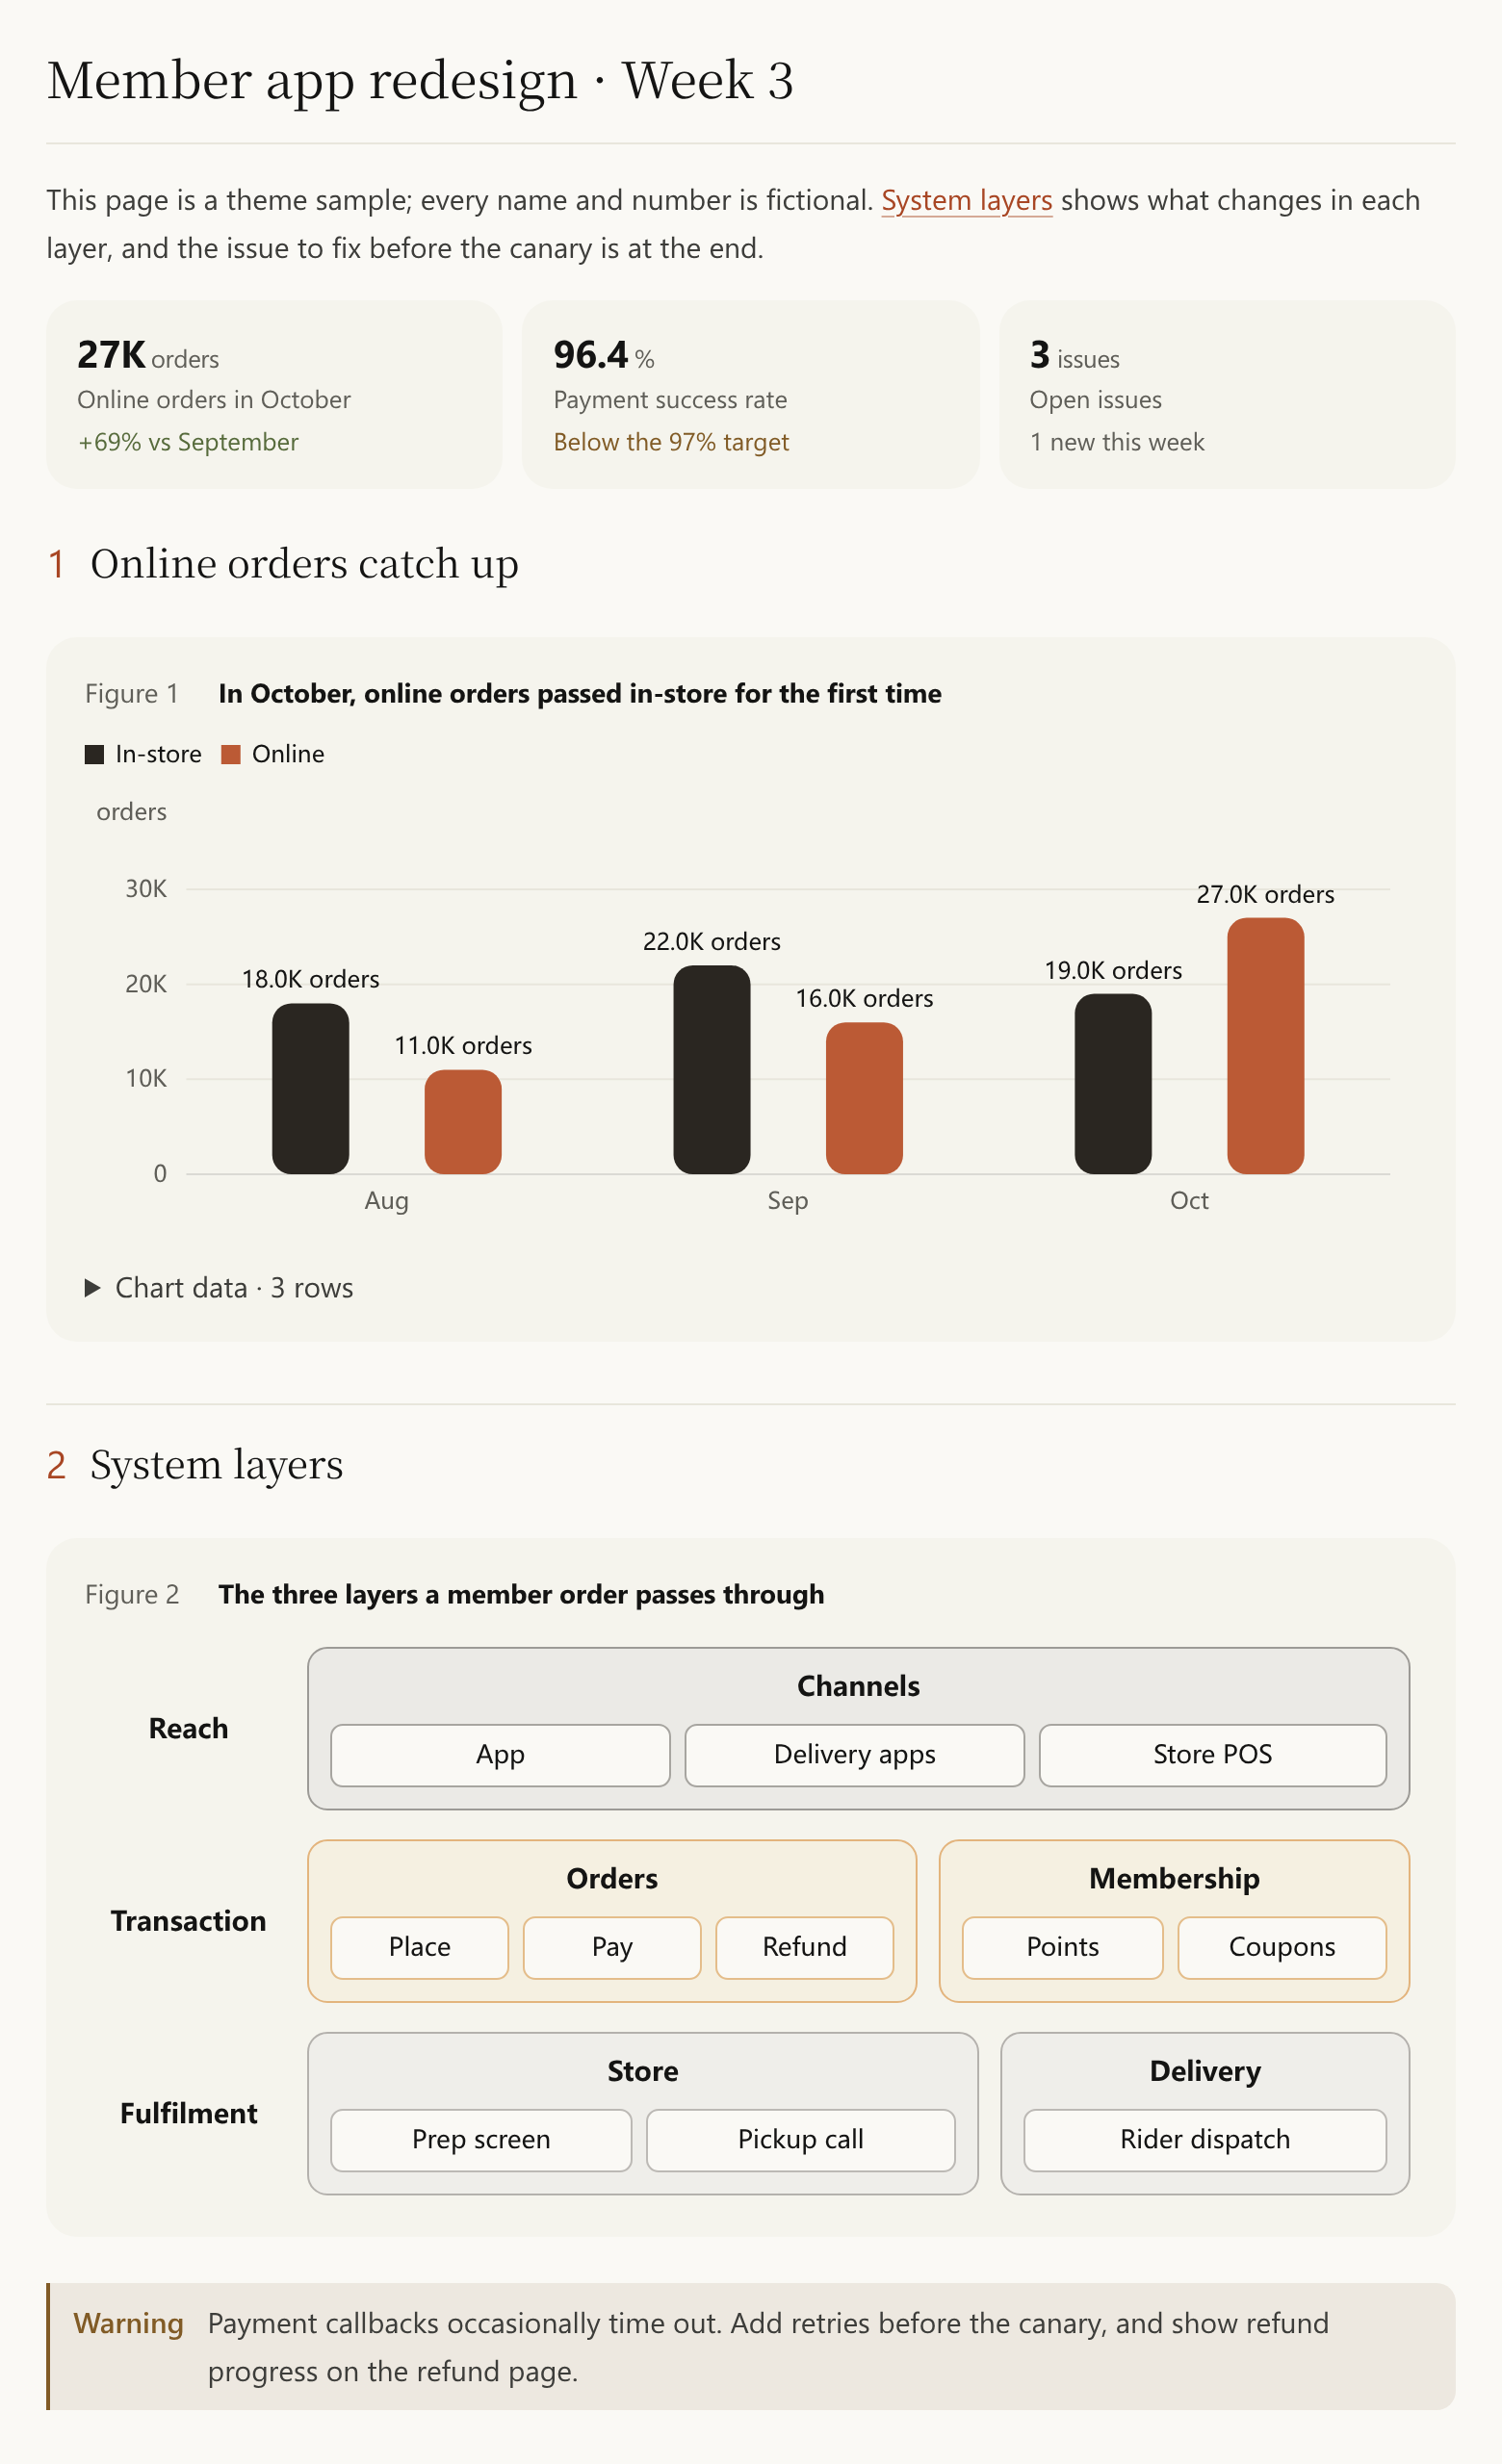 Member app redesign · Week 3
This page is a theme sample; every name and number is fictional. System layers shows what changes in each
layer, and the issue to fix before the canary is at the end.
27K orders
Online orders in October
+69% vs September
96.4 %
Payment success rate
Below the 97% target
3 issues
Open issues
1 new this week
1 Online orders catch up
Figure 1 In October, online orders passed in-store for the first time
In-store Online
orders
30K
20K
10K
0
18.0K orders
11.0K orders
22.0K orders
16.0K orders
19.0K orders
27.0K orders
Aug Sep Oct
▶ Chart data · 3 rows
2 System layers
Figure 2 The three layers a member order passes through
Reach
Channels
App Delivery apps Store POS
Transaction
Orders
Place Pay Refund
Membership
Points Coupons
Fulfilment
Store
Prep screen Pickup call
Delivery
Rider dispatch
Warning Payment callbacks occasionally time out. Add retries before the canary, and show refund
progress on the refund page.